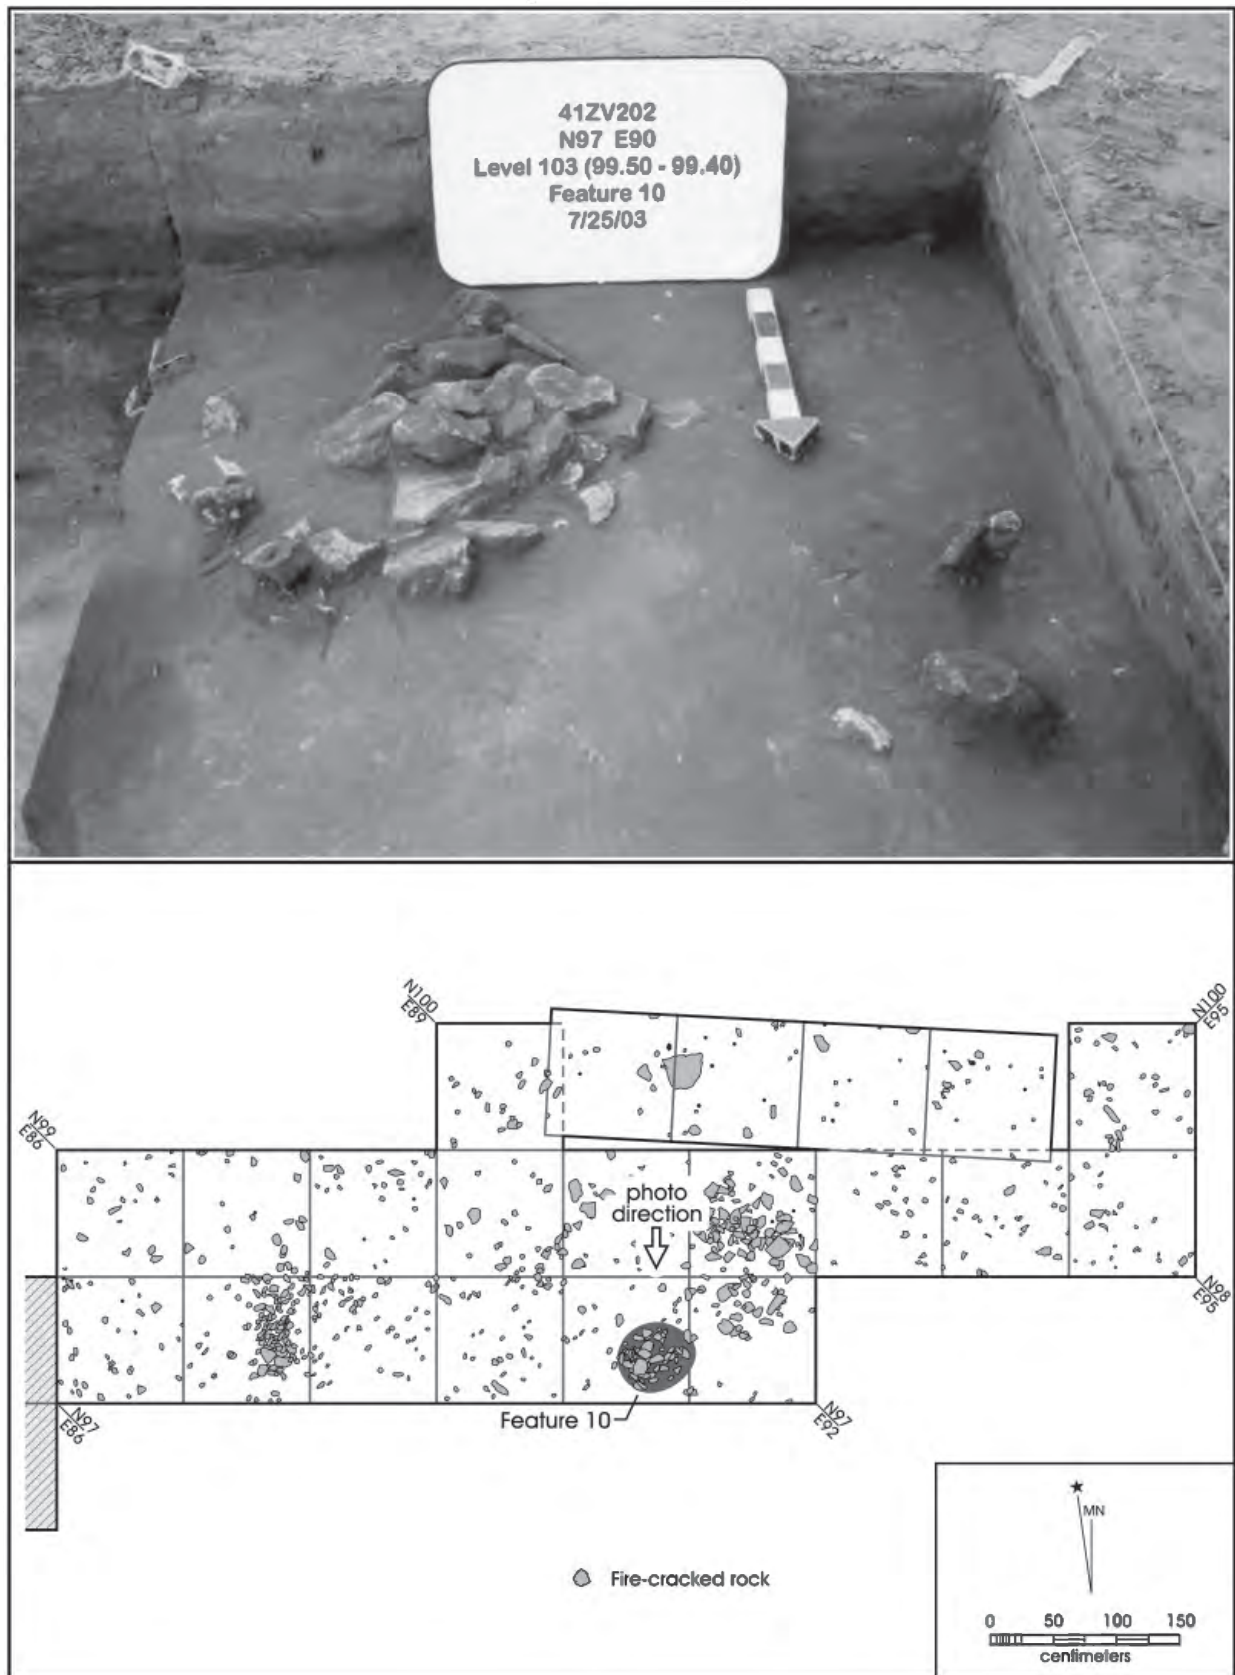 41ZV202
N97 E90
Level 103 (99.50 - 99.40)
Feature 10
7/25/03
N100
E89
N100
E95
N99
E86
photo
direction
N98
E95
N97
E86
Feature 10
N97
E92
MN
Fire-cracked rock
0 50 100 150
centimeters